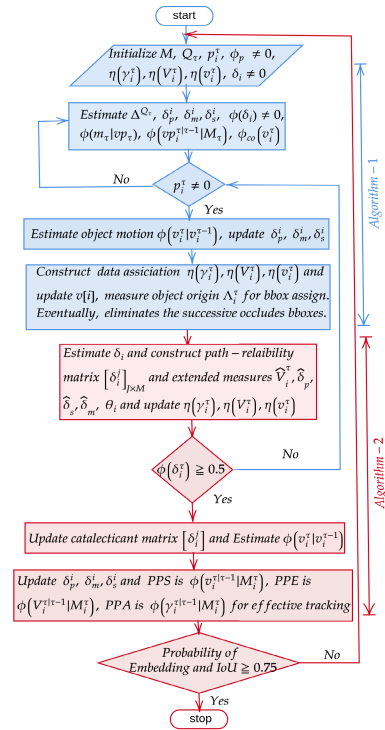 start
Initialize M, Q_τ, p_i^τ, ϕ_p ≠ 0,
η(γ_i^τ), η(V_i^τ), η(v_i^τ), δ_i ≠ 0
Estimate Δ^{Q_τ}, δ_p^i, δ_m^i, δ_s^i, ϕ(δ_i) ≠ 0,
ϕ(m_τ|vp_τ), ϕ(vp_i^{τ|τ−1}|M_τ), ϕ_{co}(v_i^τ)
No
p_i^τ ≠ 0
Yes
Estimate object motion ϕ(v_i^τ|v_i^{τ−1}), update δ_p^i, δ_m^i, δ_s^i
Construct data assiciation η(γ_i^τ), η(V_i^τ), η(v_i^τ) and
update v[i], measure object origin Λ_i^τ for bbox assign.
Eventually, eliminates the successive occludes bboxes.
Algorithm−1
Estimate δ_i and construct path−relaibility
matrix [δ_i^j]_{J×M} and extended measures V̂_i^τ, δ̂_p,
δ̂_s, δ̂_m, θ_i and update η(γ_i^τ), η(V_i^τ), η(v_i^τ)
ϕ(δ_i^τ) ≧ 0.5
No
Yes
Algorithm−2
Update catalecticant matrix [δ_i^j] and Estimate ϕ(v_i^τ|v_i^{τ−1})
Update δ_p^i, δ_m^i, δ_s^i and PPS is ϕ(v_i^{τ|τ−1}|M_i^τ), PPE is
ϕ(V_i^{τ|τ−1}|M_i^τ), PPA is ϕ(γ_i^{τ|τ−1}|M_i^τ) for effective tracking
Probability of
Embedding and IoU ≧ 0.75
No
Yes
stop